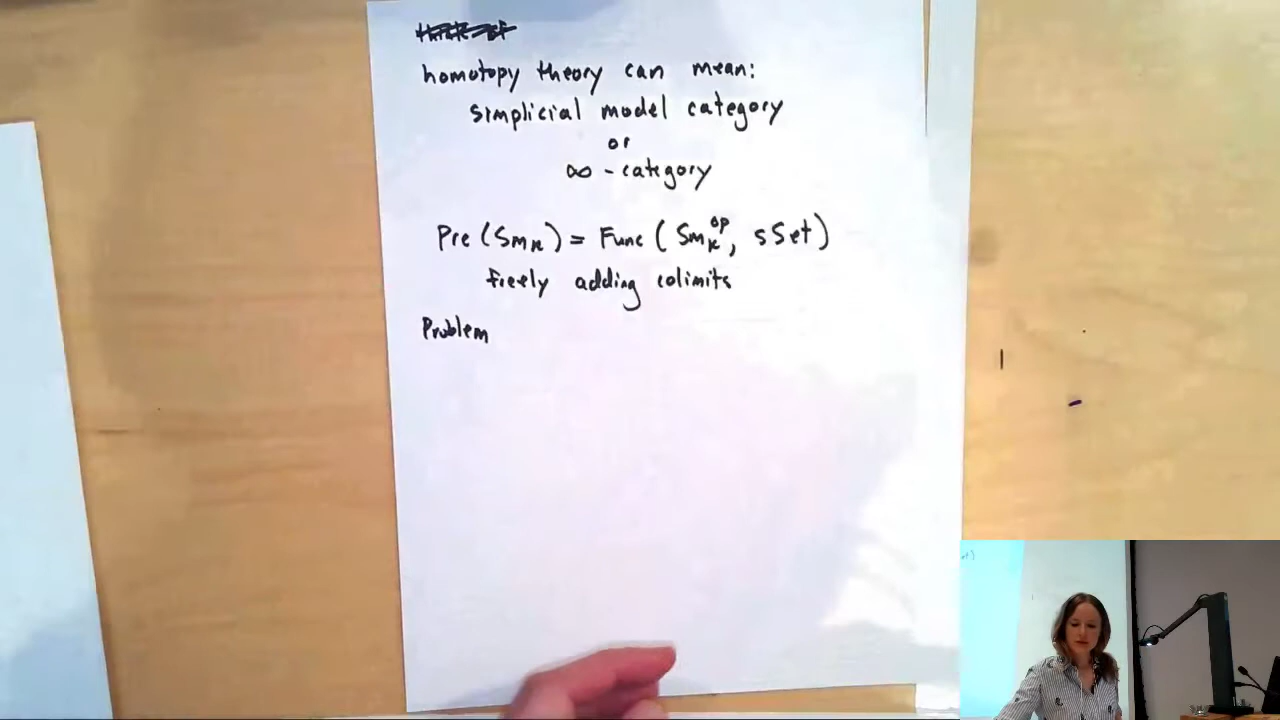 homotopy theory can mean:
simplicial model category
or
∞-category
Pre(Smₖ) = Func(Smₖᵒᵖ, sSet)
freely adding colimits
Problem